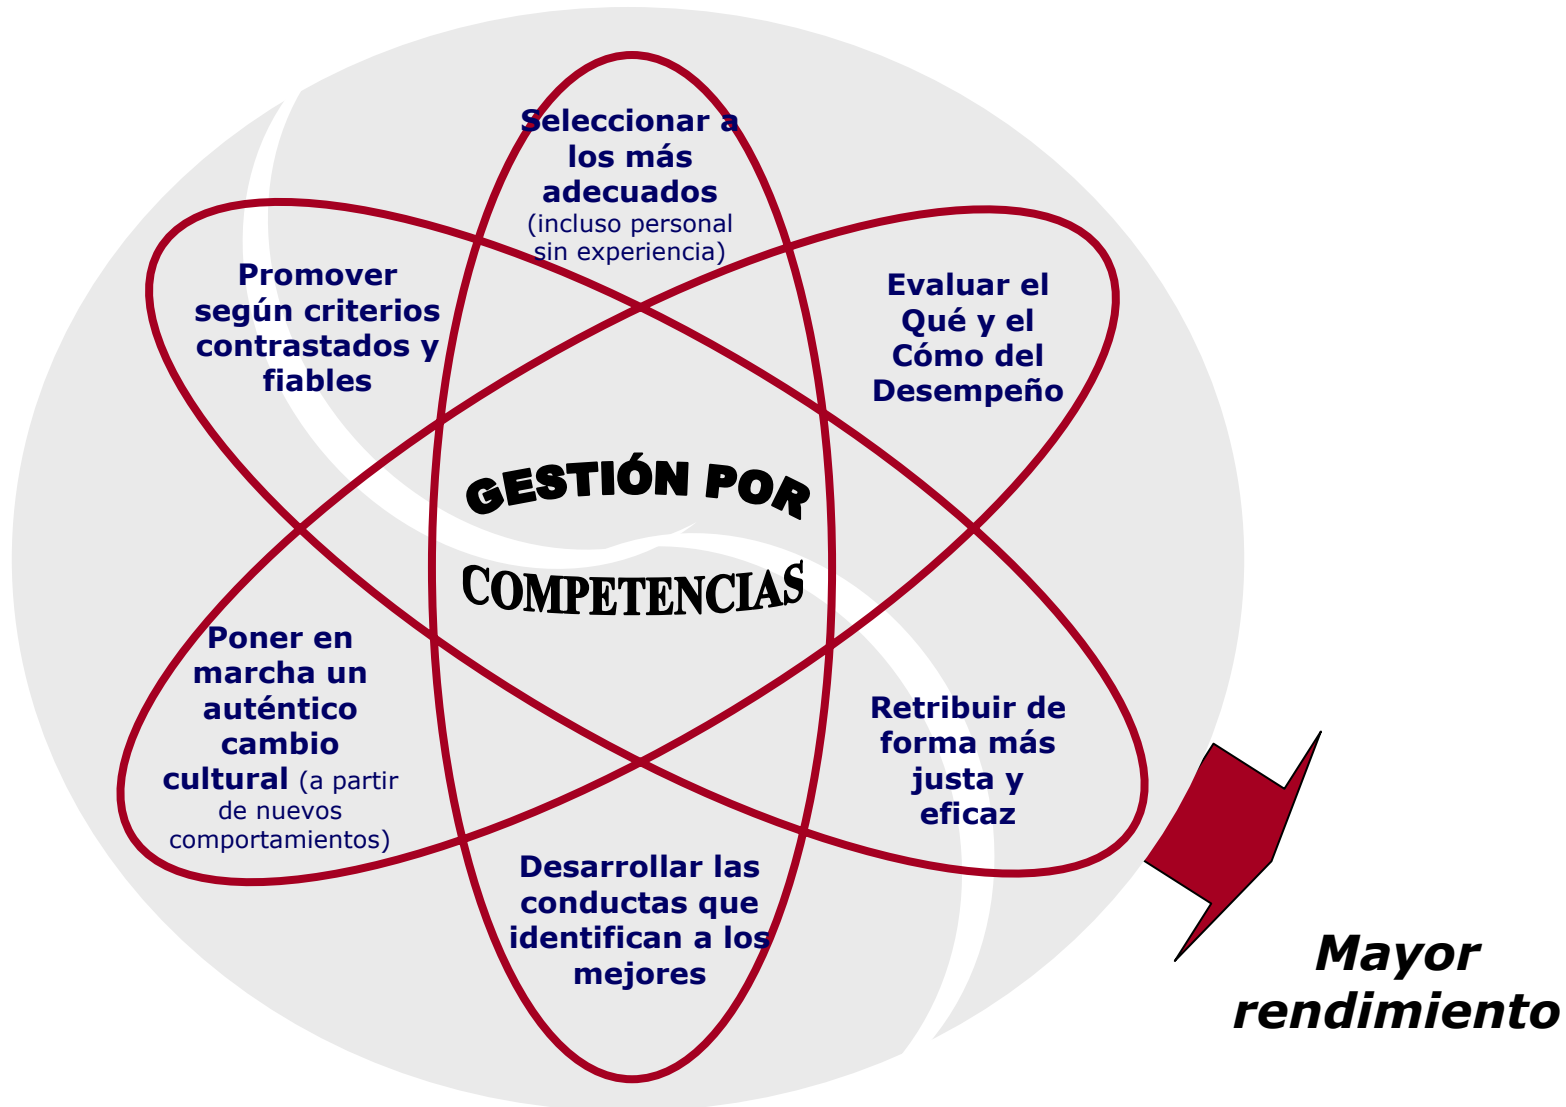 Seleccionar a
los más
adecuados
(incluso personal
sin experiencia)
Promover
según criterios
contrastados y
fiables
Evaluar el
Qué y el
Cómo del
Desempeño
GESTIÓN POR
COMPETENCIAS
Poner en
marcha un
auténtico
cambio
cultural (a partir
de nuevos
comportamientos)
Retribuir de
forma más
justa y
eficaz
Desarrollar las
conductas que
identifican a los
mejores
Mayor
rendimiento